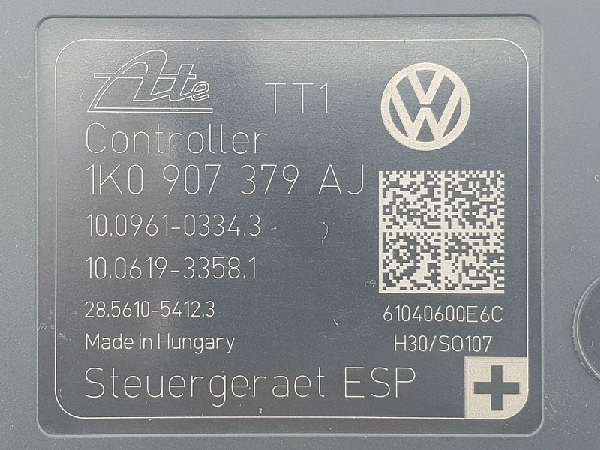 Ate TT1
Controller
1K0 907 379 AJ
10.0961-0334.3
10.0619-3358.1
28.5610-5412.3
61040600E6C
Made in Hungary
H30/SO107
Steuergeraet ESP